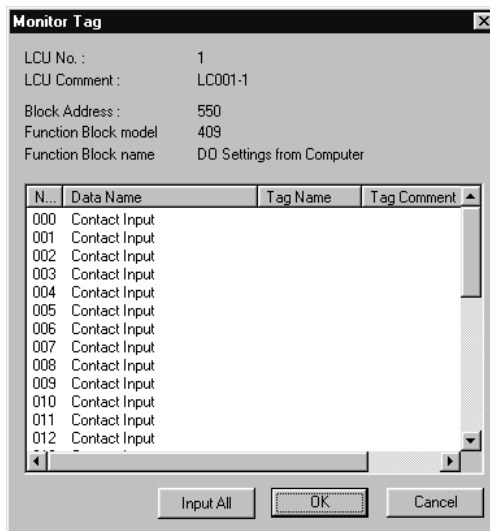 Monitor Tag
LCU No. : 1
LCU Comment : LC001-1
Block Address : 550
Function Block model 409
Function Block name DO Settings from Computer
N... Data Name Tag Name Tag Comment
000 Contact Input
001 Contact Input
002 Contact Input
003 Contact Input
004 Contact Input
005 Contact Input
006 Contact Input
007 Contact Input
008 Contact Input
009 Contact Input
010 Contact Input
011 Contact Input
012 Contact Input
Input All OK Cancel